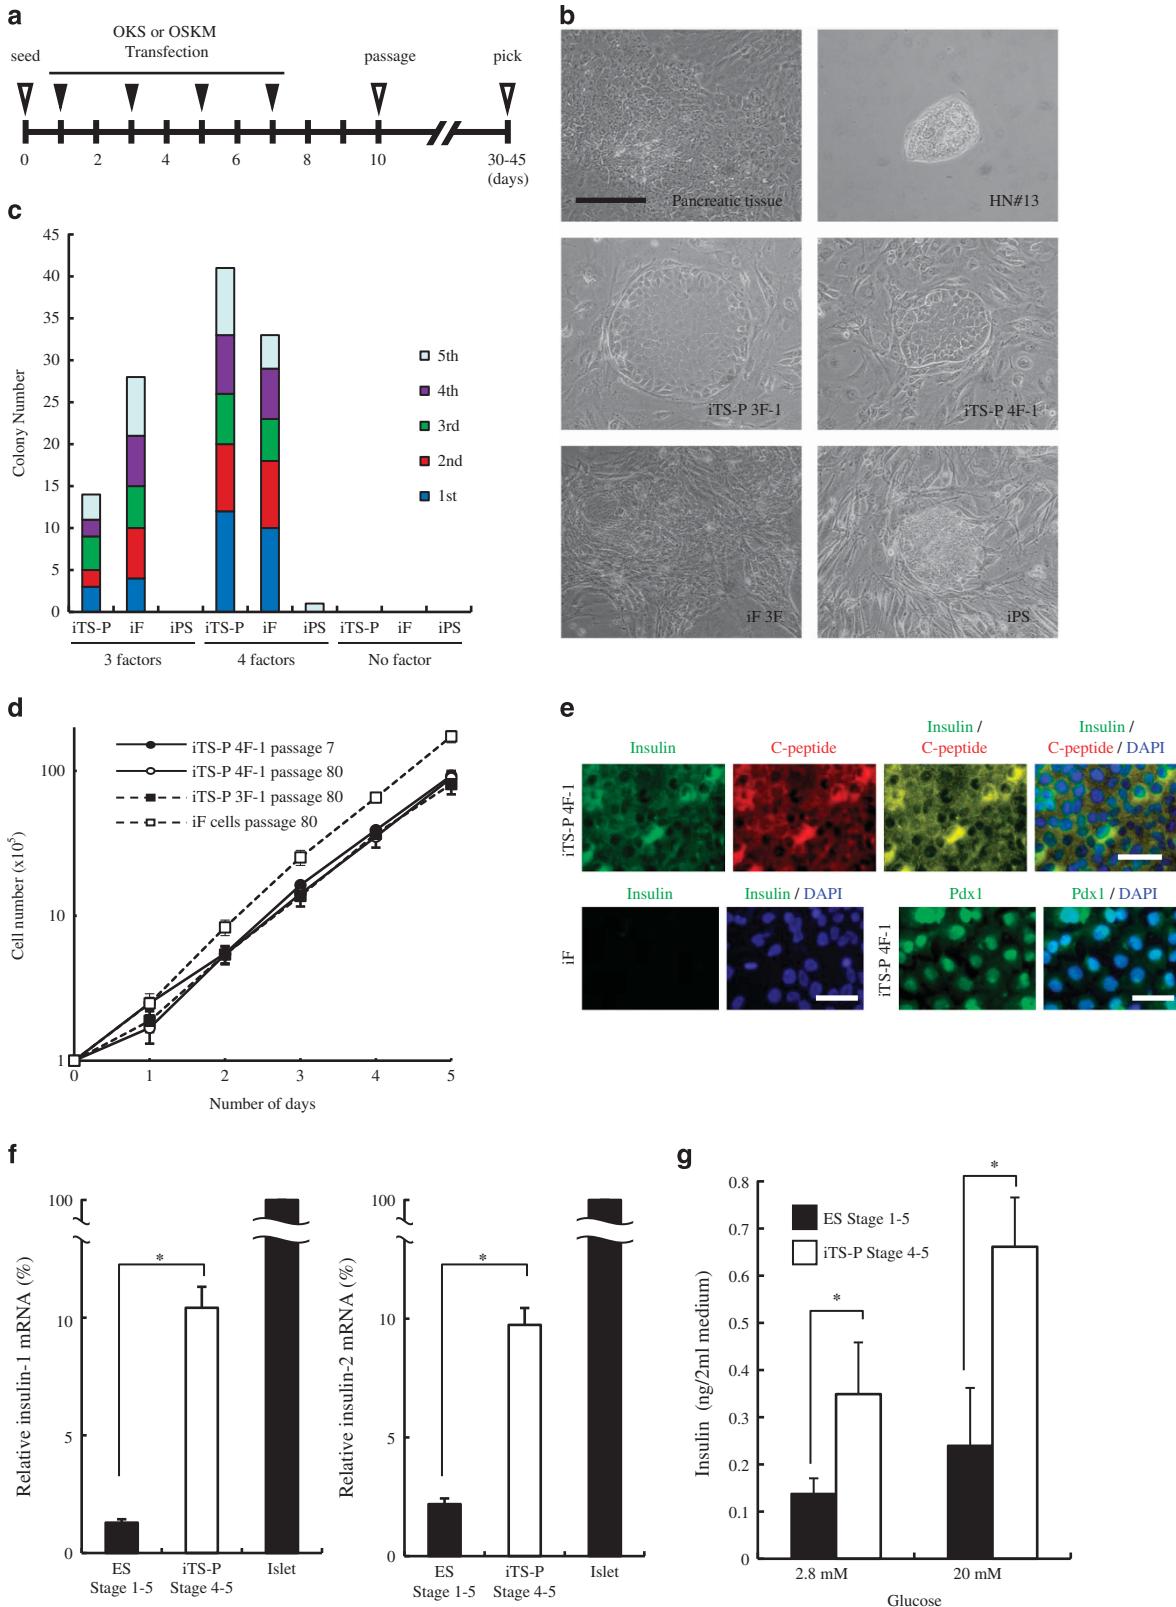 a
OKS or OSKM
Transfection
seed
passage
pick
0
2
4
6
8
10
30-45
(days)
b
Pancreatic tissue
HN#13
iTS-P 3F-1
iTS-P 4F-1
iF 3F
iPS
c
Colony Number
45
40
35
30
25
20
15
10
5
0
5th
4th
3rd
2nd
1st
iTS-P
iF
iPS
iTS-P
iF
iPS
iTS-P
iF
iPS
3 factors
4 factors
No factor
d
Cell number (x10⁵)
100
10
1
iTS-P 4F-1 passage 7
iTS-P 4F-1 passage 80
iTS-P 3F-1 passage 80
iF cells passage 80
0
1
2
3
4
5
Number of days
e
Insulin
C-peptide
Insulin /
C-peptide
Insulin /
C-peptide / DAPI
iTS-P 4F-1
Insulin
Insulin / DAPI
Pdx1
Pdx1 / DAPI
iF
iTS-P 4F-1
f
Relative insulin-1 mRNA (%)
100
10
5
0
*
ES
Stage 1-5
iTS-P
Stage 4-5
Islet
Relative insulin-2 mRNA (%)
100
10
5
0
*
ES
Stage 1-5
iTS-P
Stage 4-5
Islet
g
Insulin (ng/2ml medium)
0.8
0.7
0.6
0.5
0.4
0.3
0.2
0.1
0
ES Stage 1-5
iTS-P Stage 4-5
*
*
2.8 mM
20 mM
Glucose